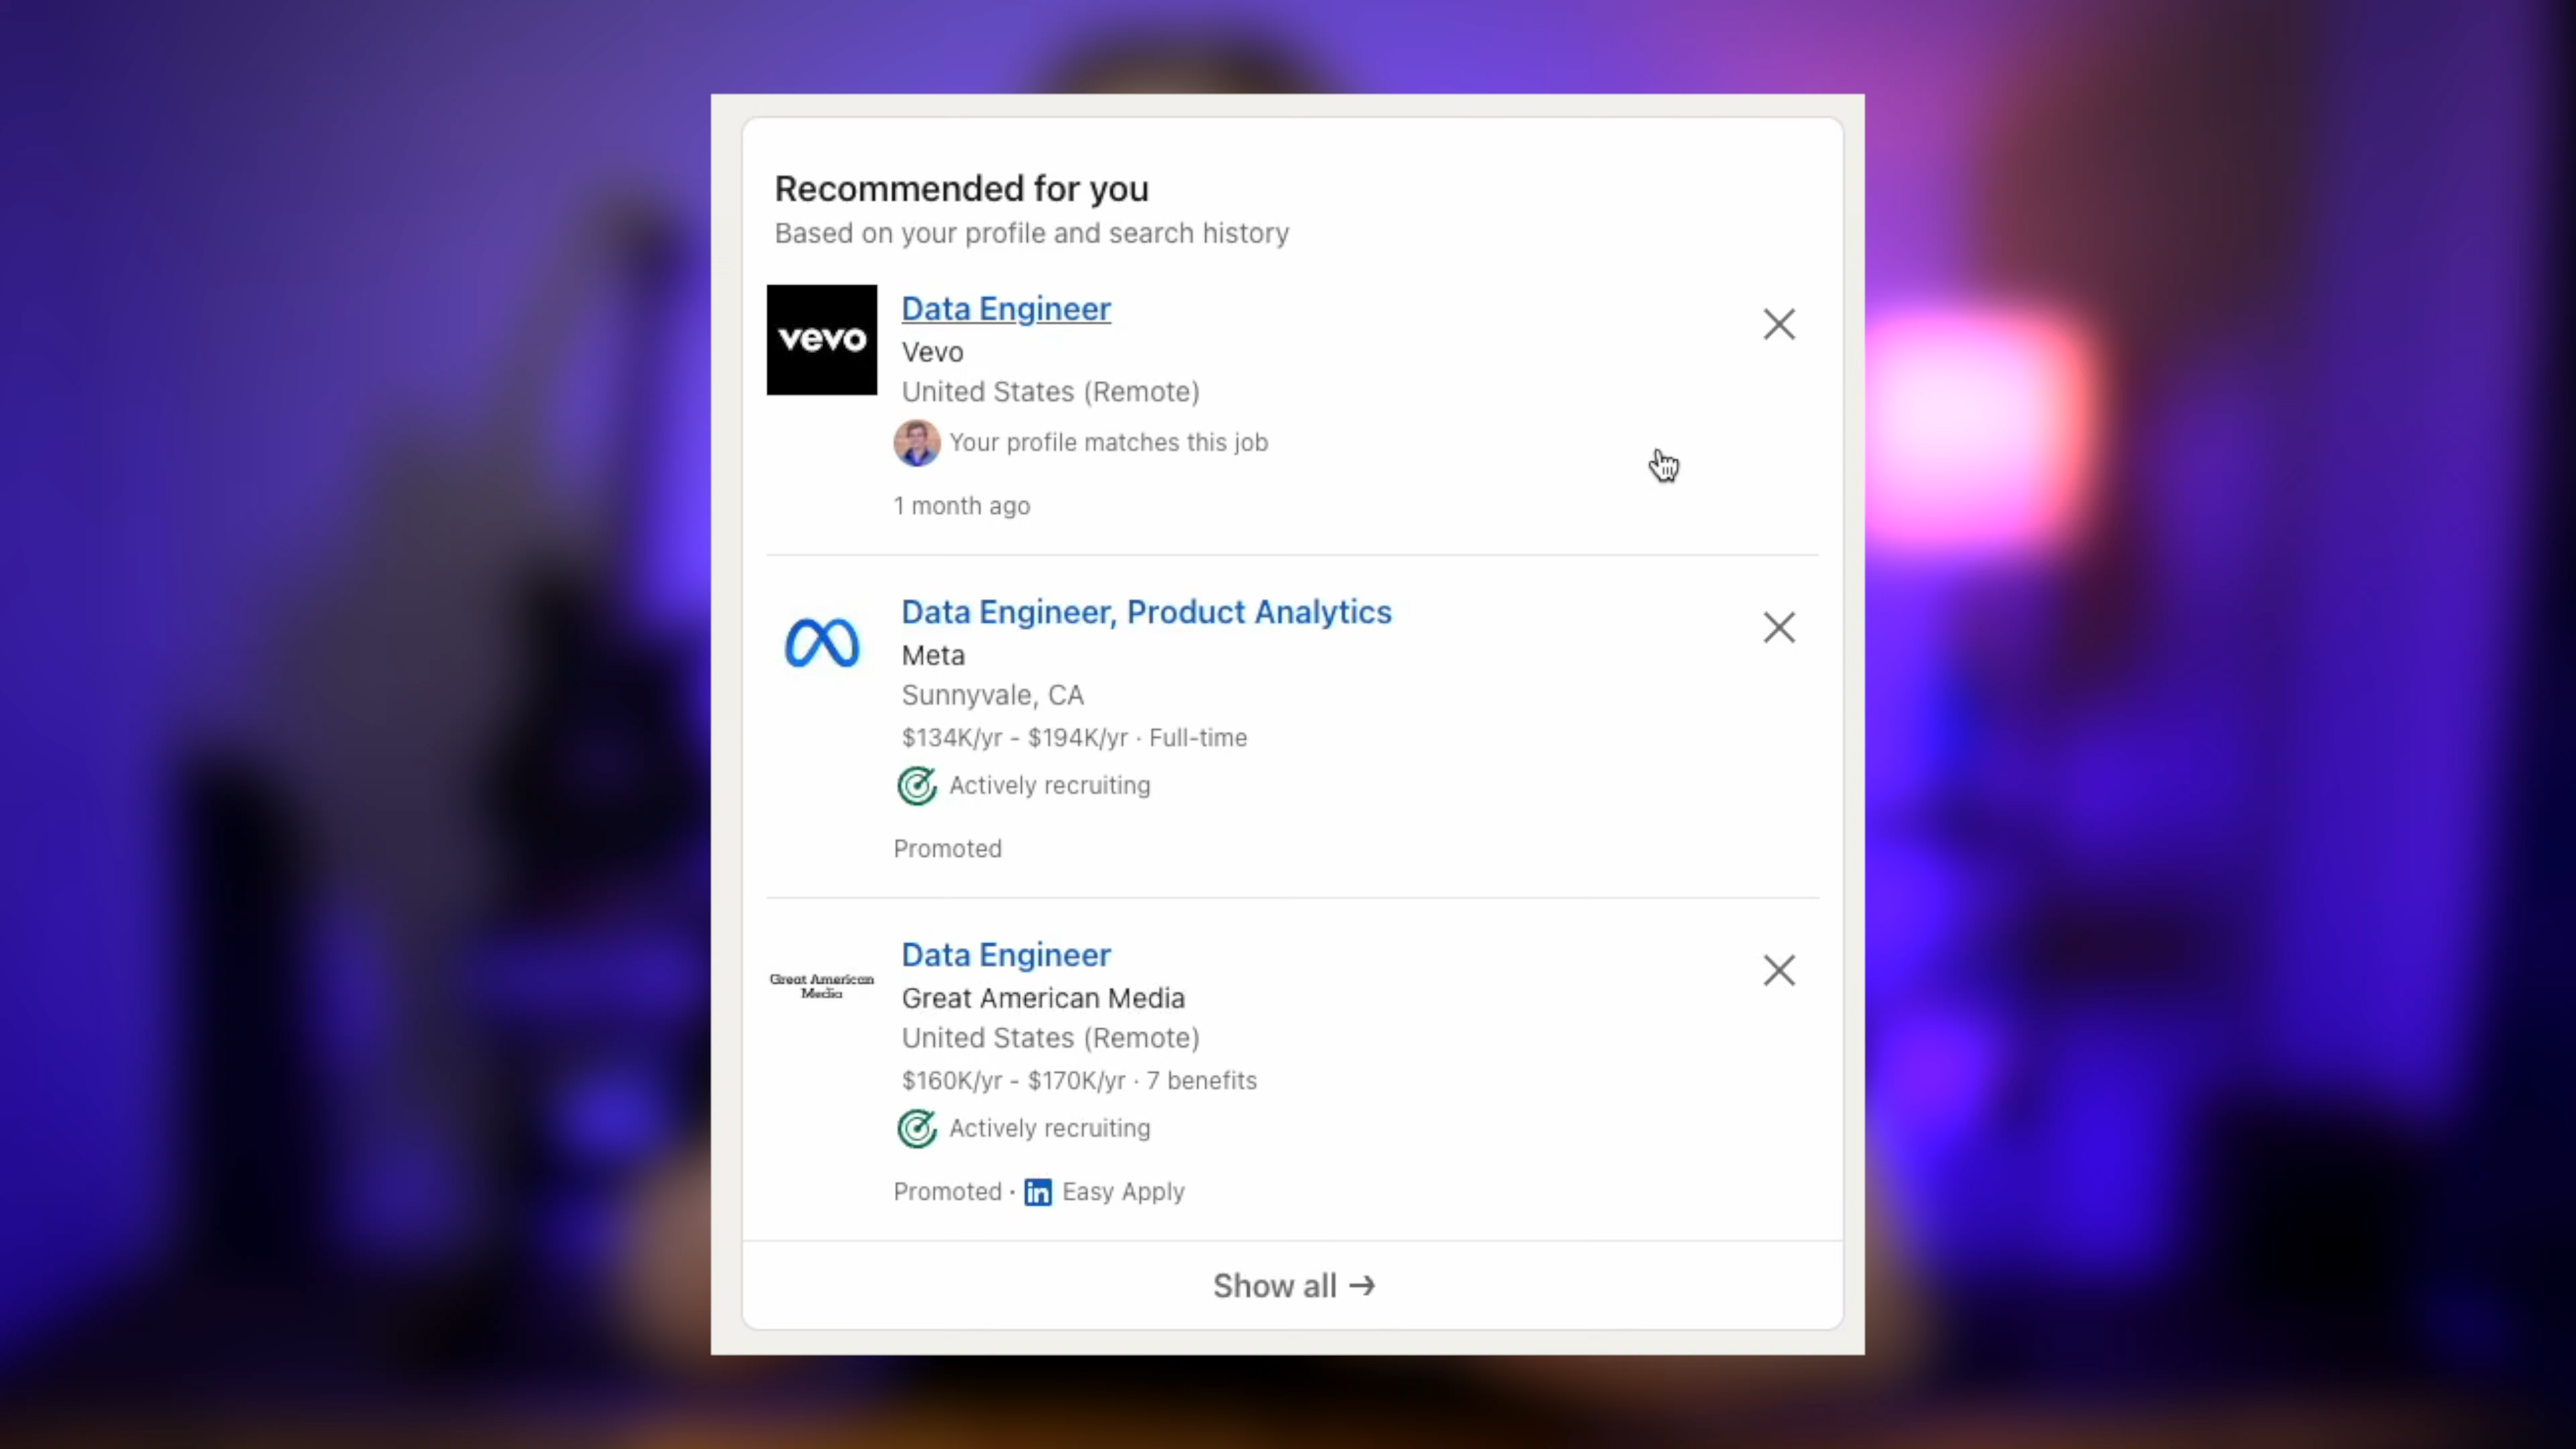 Recommended for you
Based on your profile and search history
vevo
Data Engineer
Vevo
United States (Remote)
Your profile matches this job
1 month ago
Data Engineer, Product Analytics
Meta
Sunnyvale, CA
$134K/yr - $194K/yr · Full-time
Actively recruiting
Promoted
Great American
Media
Data Engineer
Great American Media
United States (Remote)
$160K/yr - $170K/yr · 7 benefits
Actively recruiting
Promoted · in Easy Apply
Show all →